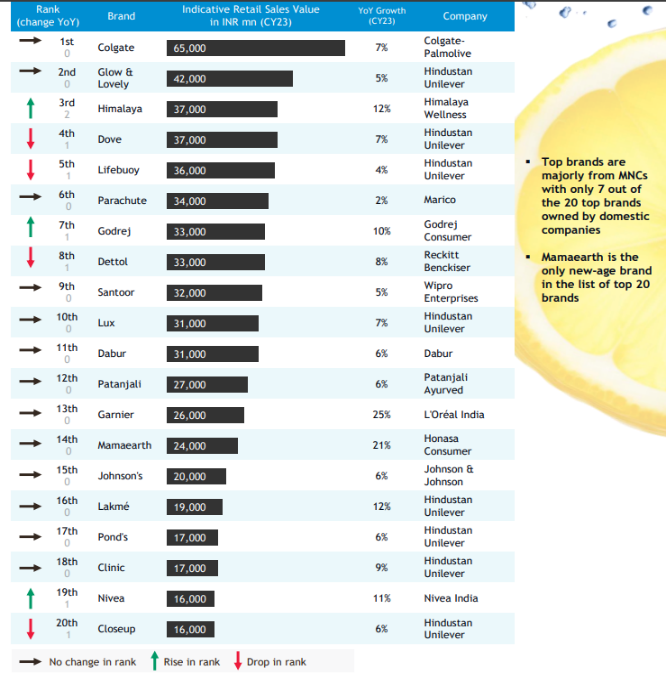 Rank
(change YoY)
Brand
Indicative Retail Sales Value
in INR mn (CY23)
YoY Growth
(CY23)
Company
1st
0
Colgate
65,000
7%
Colgate-
Palmolive
2nd
0
Glow &
Lovely
42,000
5%
Hindustan
Unilever
3rd
2
Himalaya
37,000
12%
Himalaya
Wellness
4th
1
Dove
37,000
7%
Hindustan
Unilever
5th
1
Lifebuoy
36,000
4%
Hindustan
Unilever
6th
0
Parachute
34,000
2%
Marico
7th
1
Godrej
33,000
10%
Godrej
Consumer
8th
1
Dettol
33,000
8%
Reckitt
Benckiser
9th
0
Santoor
32,000
5%
Wipro
Enterprises
10th
0
Lux
31,000
7%
Hindustan
Unilever
11th
0
Dabur
31,000
6%
Dabur
12th
0
Patanjali
27,000
6%
Patanjali
Ayurved
13th
0
Garnier
26,000
25%
L'Oréal India
14th
0
Mamaearth
24,000
21%
Honasa
Consumer
15th
0
Johnson's
20,000
6%
Johnson &
Johnson
16th
0
Lakmé
19,000
12%
Hindustan
Unilever
17th
0
Pond's
17,000
6%
Hindustan
Unilever
18th
0
Clinic
17,000
9%
Hindustan
Unilever
19th
1
Nivea
16,000
11%
Nivea India
20th
1
Closeup
16,000
6%
Hindustan
Unilever
No change in rank
Rise in rank
Drop in rank
▪ Top brands are
majorly from MNCs
with only 7 out of
the 20 top brands
owned by domestic
companies
▪ Mamaearth is the
only new-age brand
in the list of top 20
brands